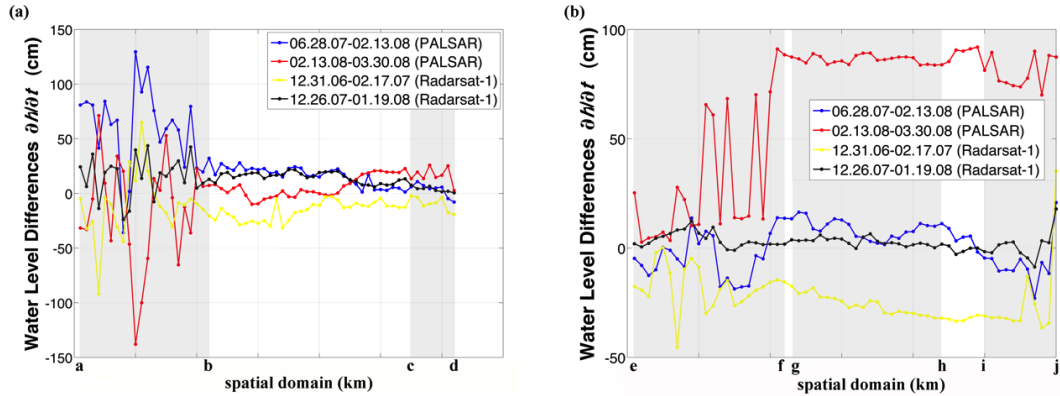 (a)
Water Level Differences ∂h/∂t (cm)
150
100
50
0
-50
-100
-150
06.28.07-02.13.08 (PALSAR)
02.13.08-03.30.08 (PALSAR)
12.31.06-02.17.07 (Radarsat-1)
12.26.07-01.19.08 (Radarsat-1)
a b c d
spatial domain (km)
(b)
Water Level Differences ∂h/∂t (cm)
100
50
0
-50
06.28.07-02.13.08 (PALSAR)
02.13.08-03.30.08 (PALSAR)
12.31.06-02.17.07 (Radarsat-1)
12.26.07-01.19.08 (Radarsat-1)
e f g h i j
spatial domain (km)